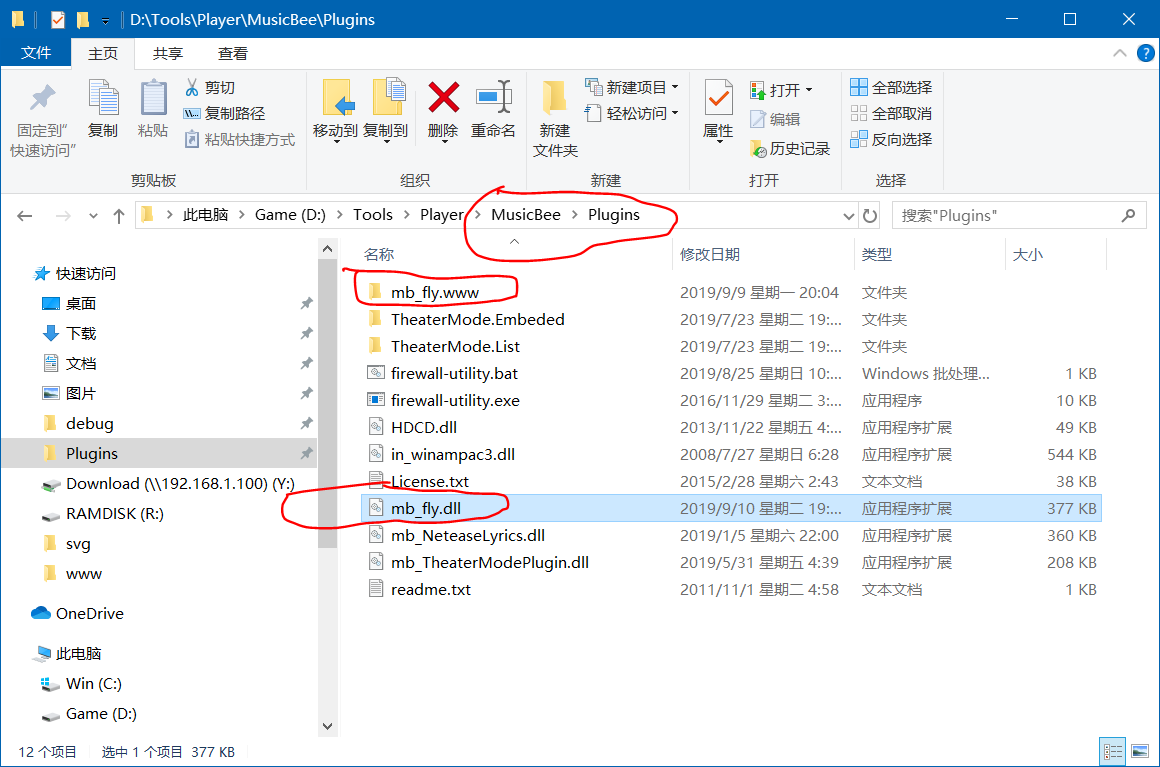 D:\Tools\Player\MusicBee\Plugins
文件 主页 共享 查看
固定到"快速访问"
复制
粘贴
剪切
复制路径
粘贴快捷方式
剪贴板
移动到
复制到
删除
重命名
组织
新建文件夹
新建项目
轻松访问
新建
属性
打开
编辑
历史记录
打开
全部选择
全部取消
反向选择
选择
此电脑 Game (D:) Tools Player MusicBee Plugins
搜索"Plugins"
快速访问
桌面
下载
文档
图片
debug
Plugins
Download (\\192.168.1.100) (Y:)
RAMDISK (R:)
svg
www
OneDrive
此电脑
Win (C:)
Game (D:)
名称 修改日期 类型 大小
mb_fly.www 2019/9/9 星期一 20:04 文件夹
TheaterMode.Embeded 2019/7/23 星期二 19:... 文件夹
TheaterMode.List 2019/7/23 星期二 19:... 文件夹
firewall-utility.bat 2019/8/25 星期日 10:... Windows 批处理... 1 KB
firewall-utility.exe 2016/11/29 星期二 3:... 应用程序 10 KB
HDCD.dll 2013/11/22 星期五 4:... 应用程序扩展 49 KB
in_winampac3.dll 2008/7/27 星期日 6:28 应用程序扩展 544 KB
License.txt 2015/2/28 星期六 2:43 文本文档 38 KB
mb_fly.dll 2019/9/10 星期二 19:... 应用程序扩展 377 KB
mb_NeteaseLyrics.dll 2019/1/5 星期六 22:00 应用程序扩展 360 KB
mb_TheaterModePlugin.dll 2019/5/31 星期五 4:39 应用程序扩展 208 KB
readme.txt 2011/11/1 星期二 4:58 文本文档 1 KB
12 个项目 选中 1 个项目 377 KB